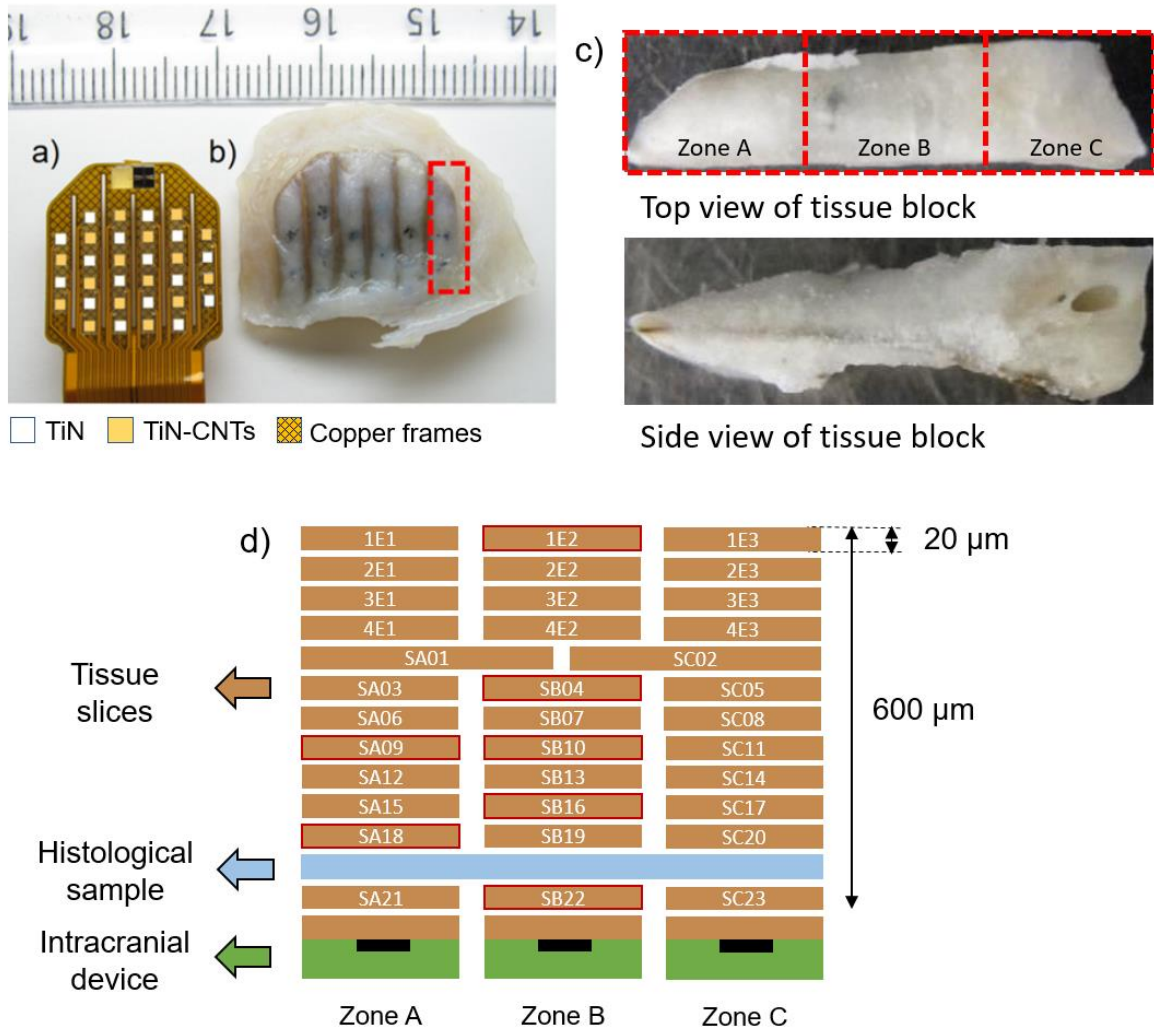 19 18 17 16 15 14
a)
b)
c)
Zone A Zone B Zone C
Top view of tissue block
Side view of tissue block
TiN TiN-CNTs Copper frames
d)
1E1 1E2 1E3
20 μm
2E1 2E2 2E3
3E1 3E2 3E3
4E1 4E2 4E3
SA01 SC02
Tissue
slices
SA03 SB04 SC05
SA06 SB07 SC08
600 μm
SA09 SB10 SC11
SA12 SB13 SC14
SA15 SB16 SC17
SA18 SB19 SC20
Histological
sample
SA21 SB22 SC23
Intracranial
device
Zone A Zone B Zone C